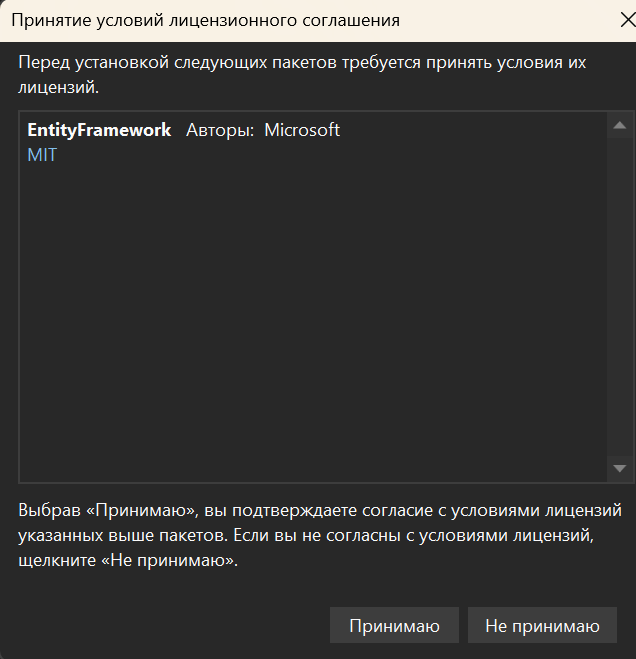 Принятие условий лицензионного соглашения
Перед установкой следующих пакетов требуется принять условия их
лицензий.
EntityFramework Авторы: Microsoft
MIT
Выбрав «Принимаю», вы подтверждаете согласие с условиями лицензий
указанных выше пакетов. Если вы не согласны с условиями лицензий,
щелкните «Не принимаю».
Принимаю Не принимаю